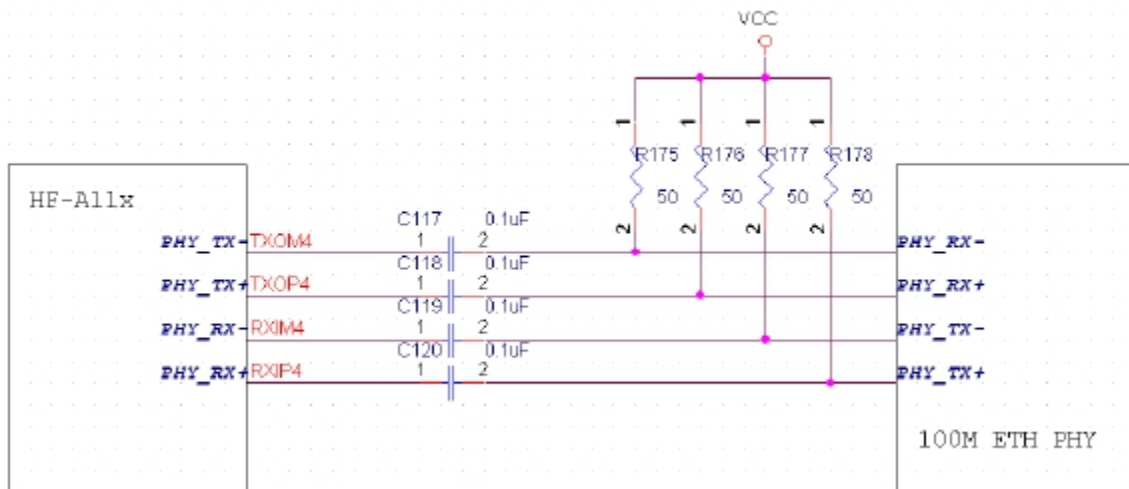 VCC
1 1 1 1
R175 R176 R177 R178
50 50 50 50
2 2 2 2
HF-A11x
C117 0.1uF
PHY_TX- TXOM4 1 2 PHY_RX-
C118 0.1uF
PHY_TX+ TXOP4 1 2 PHY_RX+
C119 0.1uF
PHY_RX- RXIM4 1 2 PHY_TX-
C120 0.1uF
PHY_RX+ RXIP4 1 2 PHY_TX+
100M ETH PHY